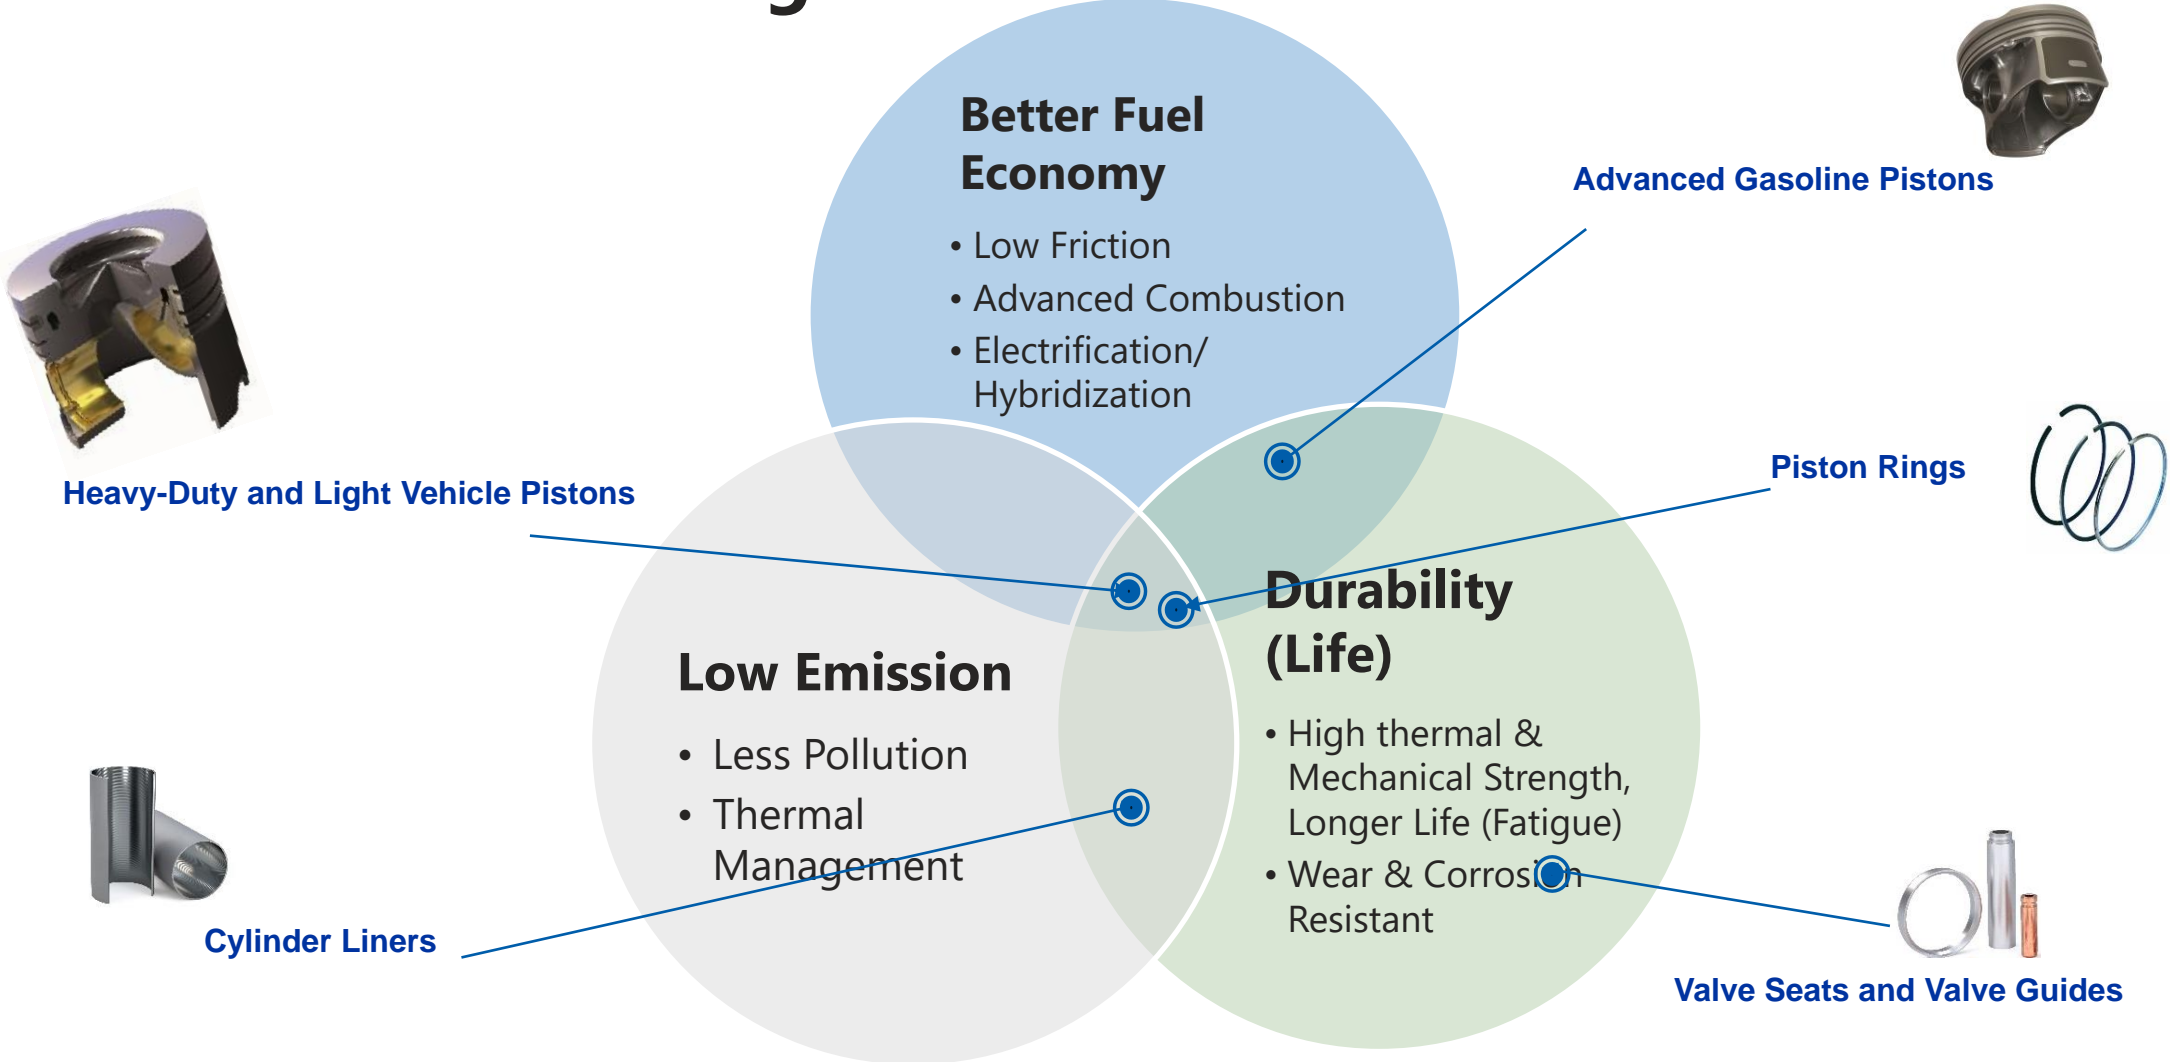 Better Fuel
Economy
• Low Friction
• Advanced Combustion
• Electrification/
Hybridization
Advanced Gasoline Pistons
Heavy-Duty and Light Vehicle Pistons
Piston Rings
Low Emission
• Less Pollution
• Thermal
Management
Durability
(Life)
• High thermal &
Mechanical Strength,
Longer Life (Fatigue)
• Wear & Corrosion
Resistant
Cylinder Liners
Valve Seats and Valve Guides